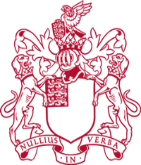 NULLIUS · IN · VERBA